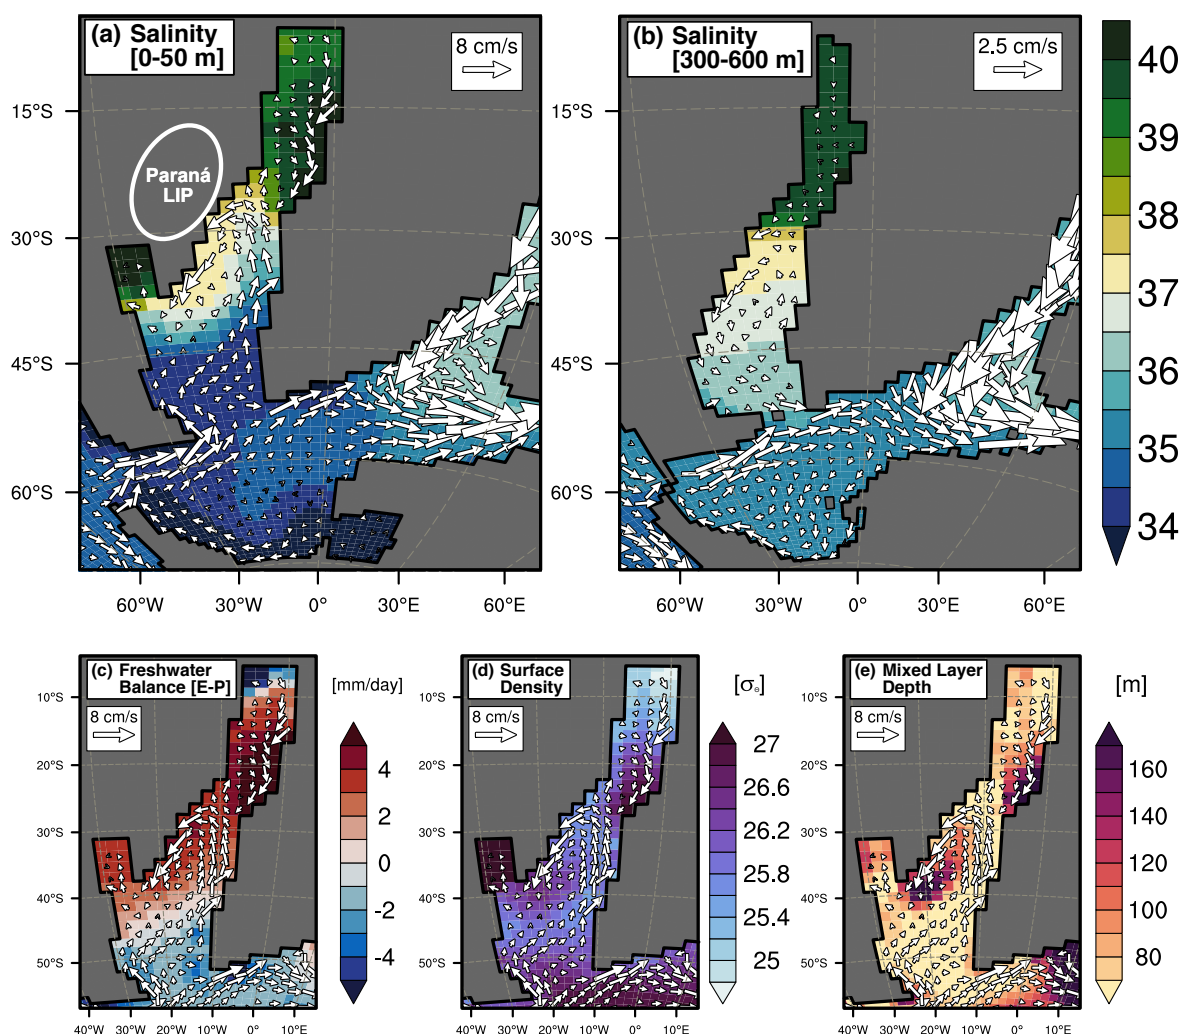 (a) Salinity
[0-50 m]
8 cm/s
(b) Salinity
[300-600 m]
2.5 cm/s
Paraná
LIP
15°S
30°S
45°S
60°S
60°W
30°W
0°
30°E
60°E
15°S
30°S
45°S
60°S
60°W
30°W
0°
30°E
60°E
40
39
38
37
36
35
34
(c) Freshwater
Balance [E-P]
8 cm/s
10°S
20°S
30°S
40°S
50°S
40°W
30°W
20°W
10°W
0°
10°E
[mm/day]
4
2
0
-2
-4
(d) Surface
Density
8 cm/s
10°S
20°S
30°S
40°S
50°S
40°W
30°W
20°W
10°W
0°
10°E
[σₒ]
27
26.6
26.2
25.8
25.4
25
(e) Mixed Layer
Depth
8 cm/s
10°S
20°S
30°S
40°S
50°S
40°W
30°W
20°W
10°W
0°
10°E
[m]
160
140
120
100
80